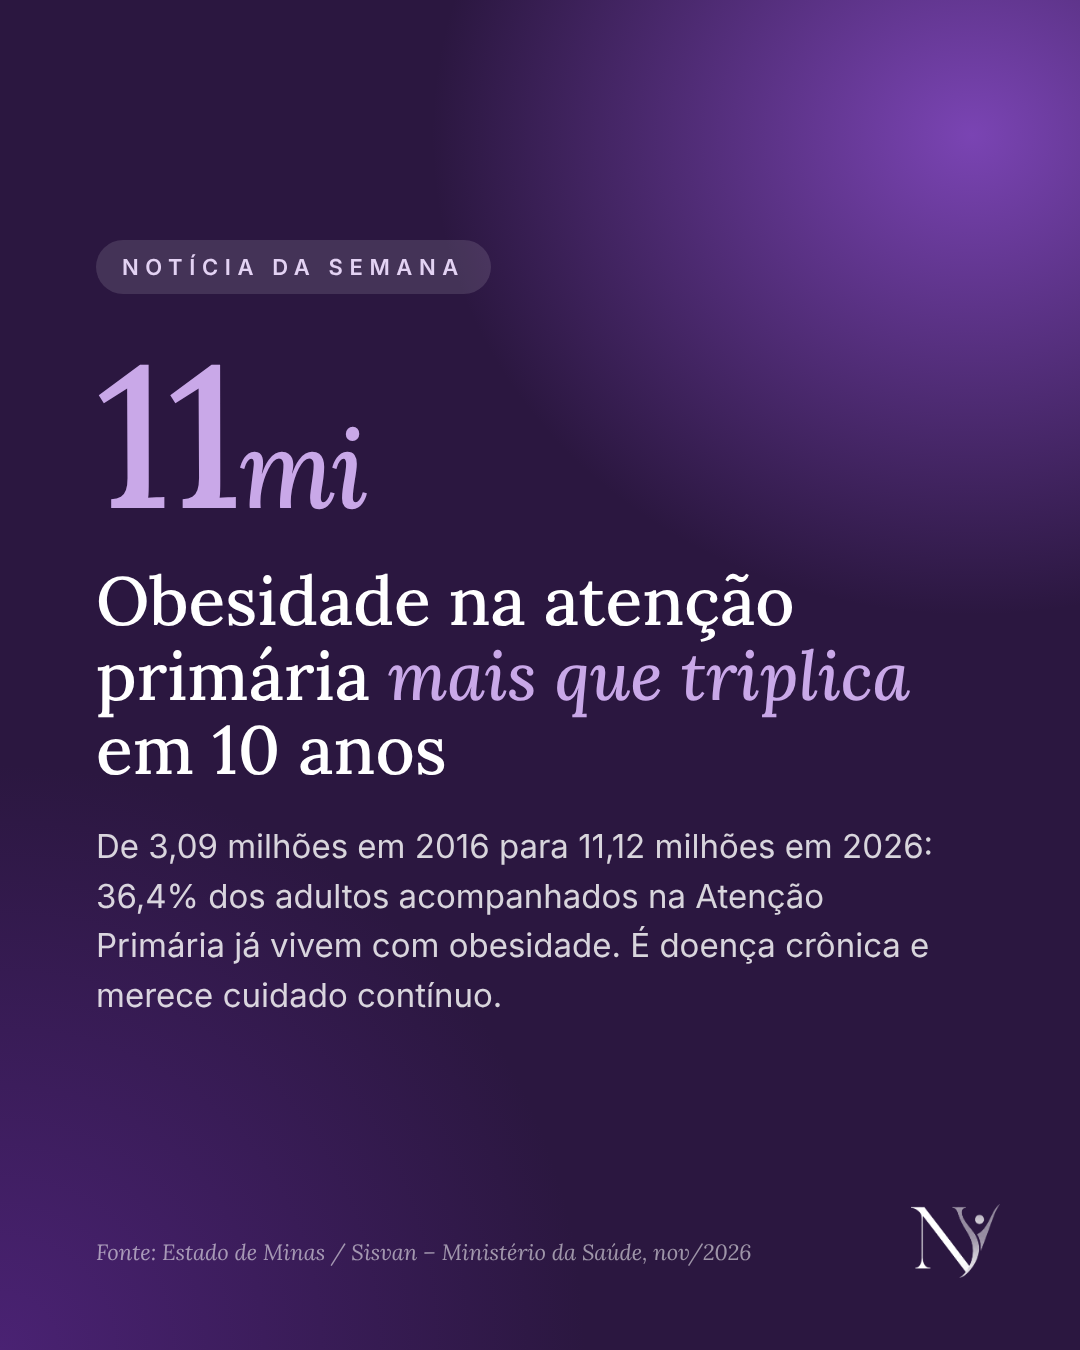 NOTÍCIA DA SEMANA
11mi
Obesidade na atenção
primária mais que triplica
em 10 anos
De 3,09 milhões em 2016 para 11,12 milhões em 2026:
36,4% dos adultos acompanhados na Atenção
Primária já vivem com obesidade. É doença crônica e
merece cuidado contínuo.
Fonte: Estado de Minas / Sisvan – Ministério da Saúde, nov/2026
NY